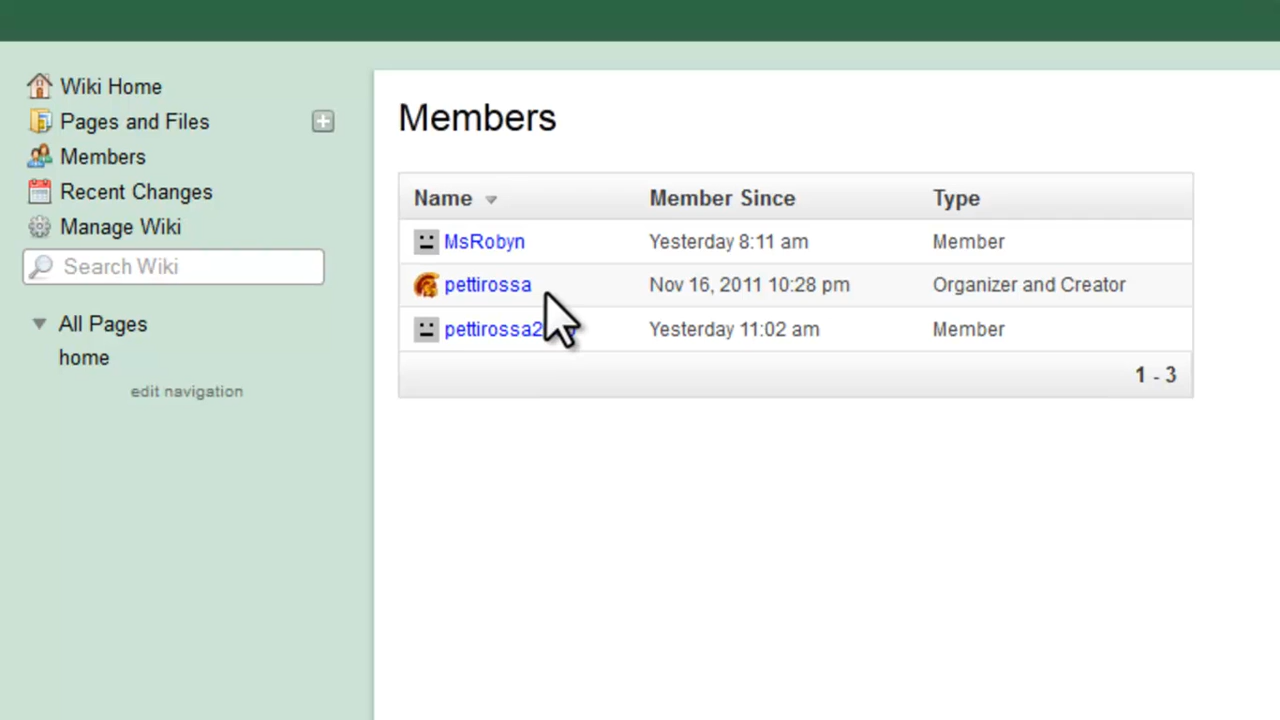 Wiki Home
Pages and Files
Members
Recent Changes
Manage Wiki
Search Wiki
All Pages
home
edit navigation
Members
Name Member Since Type
MsRobyn Yesterday 8:11 am Member
pettirossa Nov 16, 2011 10:28 pm Organizer and Creator
Yesterday 11:02 am Member
1 - 3